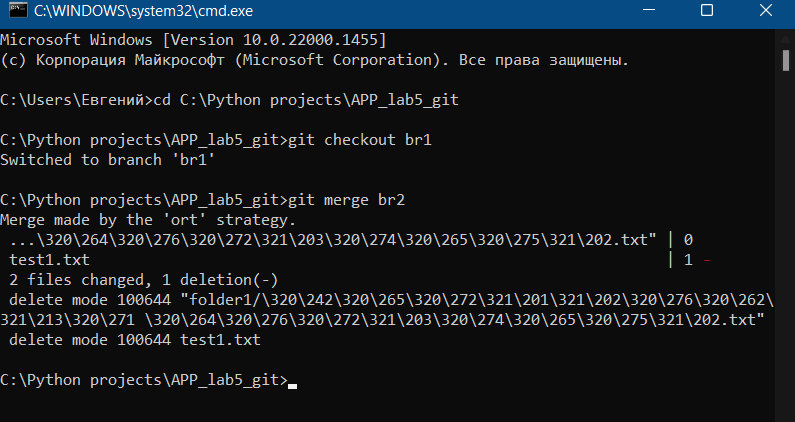 C:\WINDOWS\system32\cmd.exe
Microsoft Windows [Version 10.0.22000.1455]
(c) Корпорация Майкрософт (Microsoft Corporation). Все права защищены.
C:\Users\Евгений>cd C:\Python projects\APP_lab5_git
C:\Python projects\APP_lab5_git>git checkout br1
Switched to branch 'br1'
C:\Python projects\APP_lab5_git>git merge br2
Merge made by the 'ort' strategy.
...\320\264\320\276\320\272\321\203\320\274\320\265\320\275\321\202.txt" | 0
test1.txt | 1 -
2 files changed, 1 deletion(-)
delete mode 100644 "folder1/\320\242\320\265\320\272\321\201\321\202\320\276\320\262\
321\213\320\271 \320\264\320\276\320\272\321\203\320\274\320\265\320\275\321\202.txt"
delete mode 100644 test1.txt
C:\Python projects\APP_lab5_git>